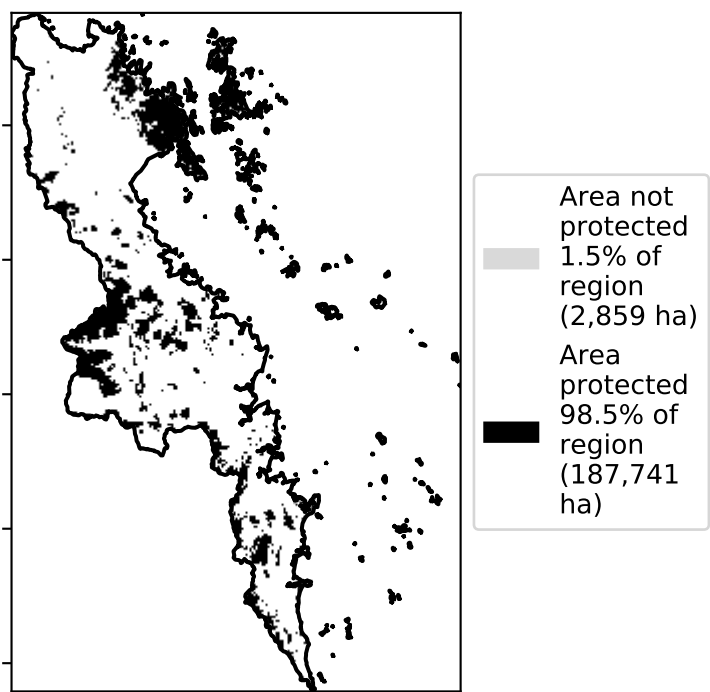 Area not
protected
1.5% of
region
(2,859 ha)
Area
protected
98.5% of
region
(187,741
ha)